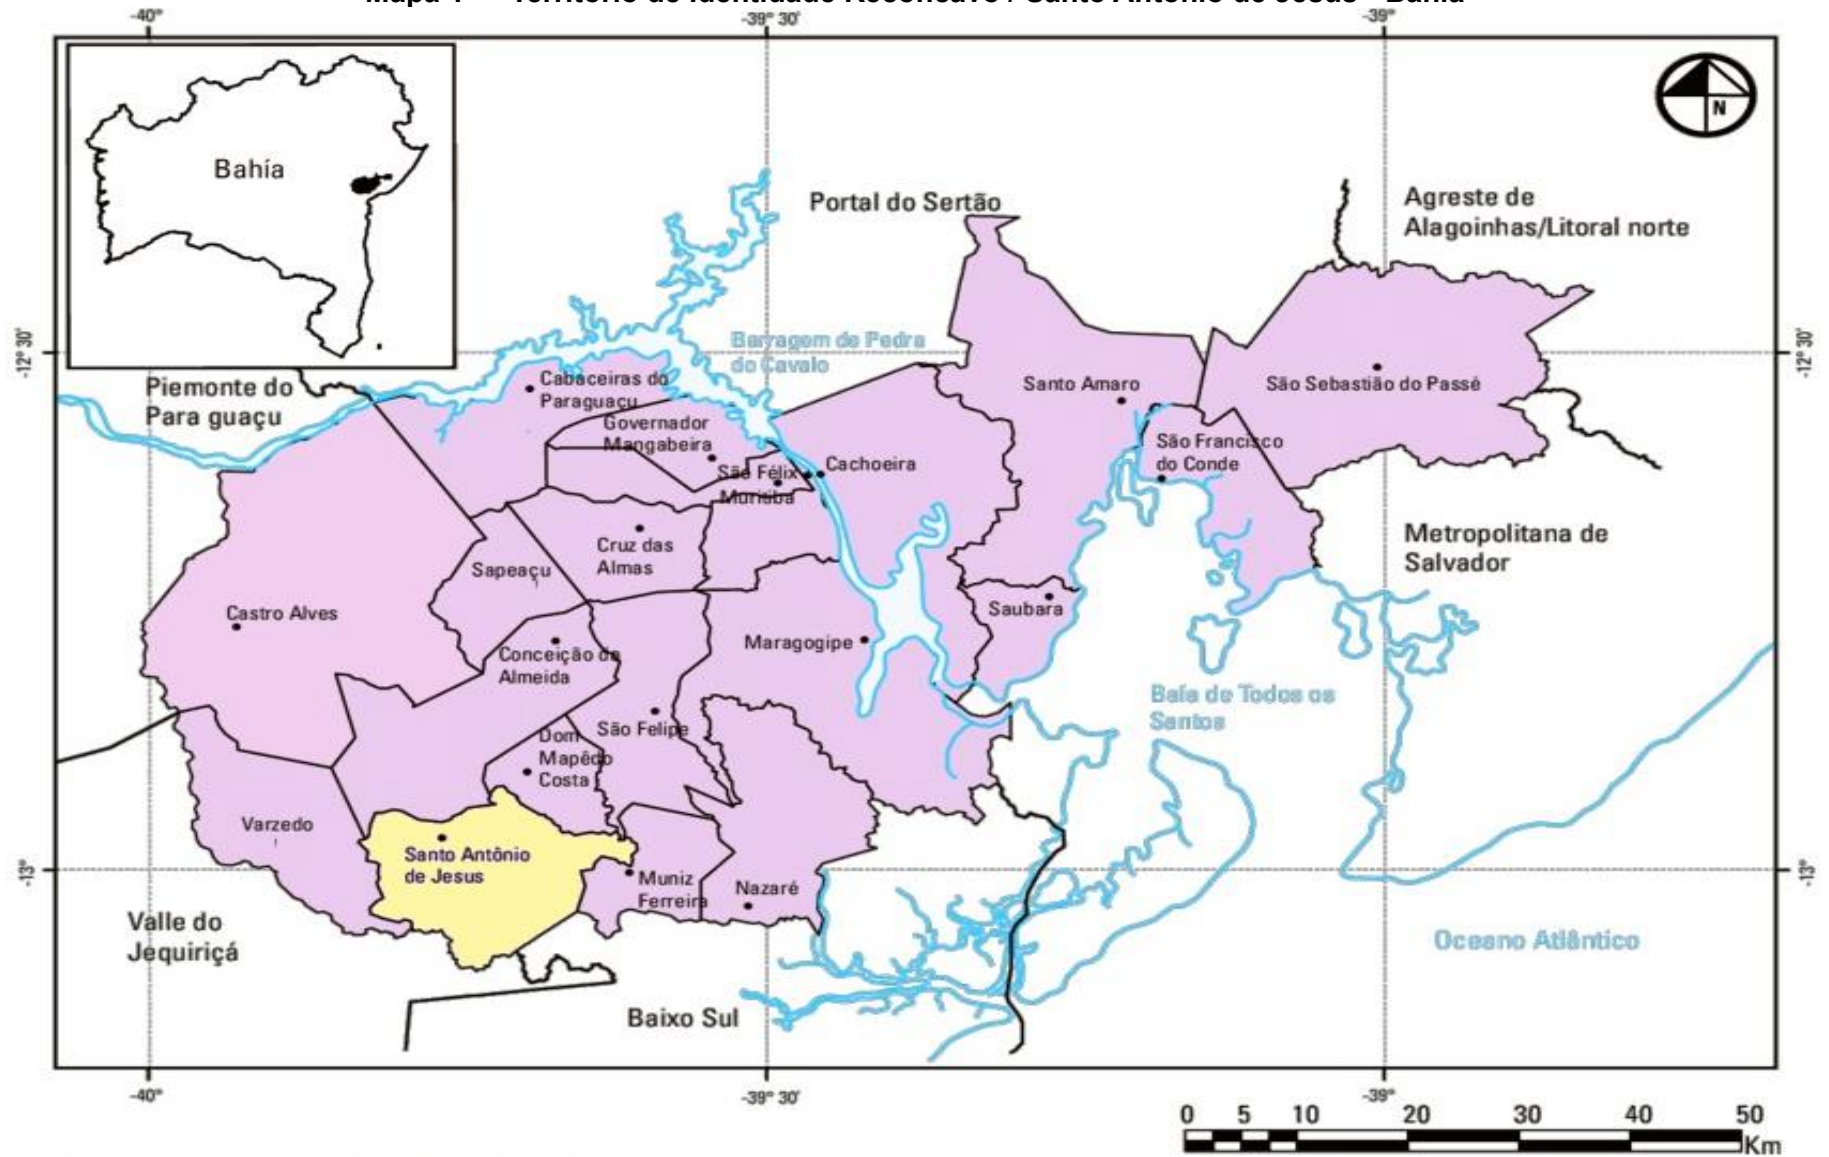 -40°
-39° 30'
-39°
Bahía
N
Portal do Sertão
Agreste de
Alagoinhas/Litoral norte
-12° 30'
-12° 30'
Barragem de Pedra
do Cavalo
Piemonte do
Para guaçu
Cabaceiras do
Paraguaçu
Santo Amaro
São Sebastião do Passé
Governador
Mangabeira
São Francisco
do Conde
São Félix
Cachoeira
Muritiba
Metropolitana de
Salvador
Cruz das
Almas
Sapeaçu
Castro Alves
Saubara
Maragogipe
Conceição do
Almeida
Baía de Todos os
Santos
São Felipe
Dom
Mapêdo
Costa
Varzedo
Santo Antônio
de Jesus
-13°
-13°
Muniz
Ferreira
Nazaré
Valle do
Jequiriçá
Oceano Atlântico
Baixo Sul
-40°
-39° 30'
-39°
0 5 10 20 30 40 50
Km